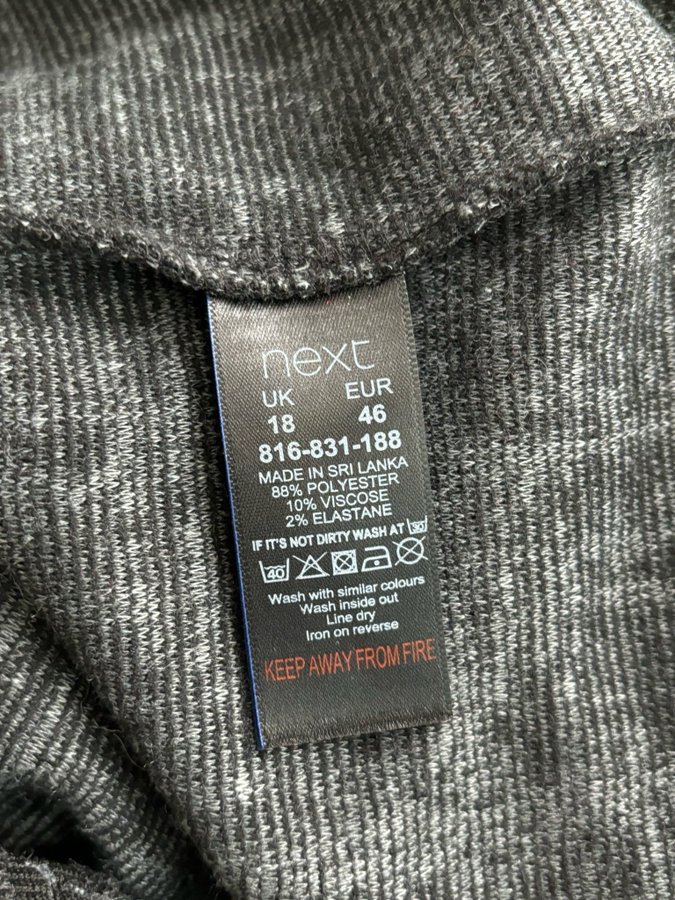 next
UK EUR
18 46
816-831-188
MADE IN SRI LANKA
88% POLYESTER
10% VISCOSE
2% ELASTANE
IF IT'S NOT DIRTY WASH AT 30
40
Wash with similar colours
Wash inside out
Line dry
Iron on reverse
KEEP AWAY FROM FIRE